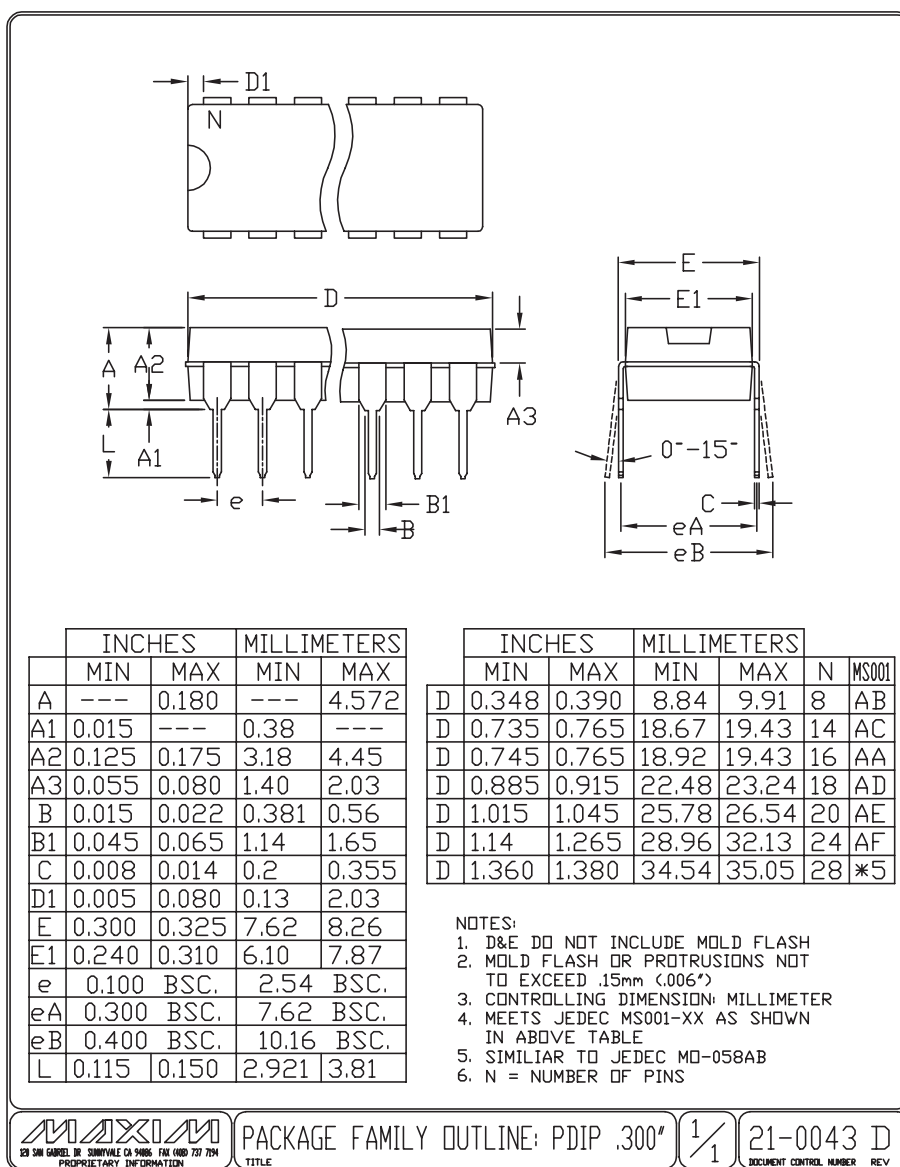 D1
N
D
E
E1
A
A2
A3
L
A1
0°-15°
e
B1
B
C
eA
eB
INCHES MILLIMETERS
MIN MAX MIN MAX
A --- 0.180 --- 4.572
A1 0.015 --- 0.38 ---
A2 0.125 0.175 3.18 4.45
A3 0.055 0.080 1.40 2.03
B 0.015 0.022 0.381 0.56
B1 0.045 0.065 1.14 1.65
C 0.008 0.014 0.2 0.355
D1 0.005 0.080 0.13 2.03
E 0.300 0.325 7.62 8.26
E1 0.240 0.310 6.10 7.87
e 0.100 BSC. 2.54 BSC.
eA 0.300 BSC. 7.62 BSC.
eB 0.400 BSC. 10.16 BSC.
L 0.115 0.150 2.921 3.81
INCHES MILLIMETERS
MIN MAX MIN MAX N MS001
D 0.348 0.390 8.84 9.91 8 AB
D 0.735 0.765 18.67 19.43 14 AC
D 0.745 0.765 18.92 19.43 16 AA
D 0.885 0.915 22.48 23.24 18 AD
D 1.015 1.045 25.78 26.54 20 AE
D 1.14 1.265 28.96 32.13 24 AF
D 1.360 1.380 34.54 35.05 28 *5
NOTES:
1. D&E DO NOT INCLUDE MOLD FLASH
2. MOLD FLASH OR PROTRUSIONS NOT
TO EXCEED .15mm (.006")
3. CONTROLLING DIMENSION: MILLIMETER
4. MEETS JEDEC MS001-XX AS SHOWN
IN ABOVE TABLE
5. SIMILIAR TO JEDEC MO-058AB
6. N = NUMBER OF PINS
MAXIM
120 SAN GABRIEL DR SUNNYVALE CA 94086 FAX (408) 737 7194
PROPRIETARY INFORMATION
PACKAGE FAMILY OUTLINE: PDIP .300"
TITLE
1/1
21-0043 D
DOCUMENT CONTROL NUMBER REV